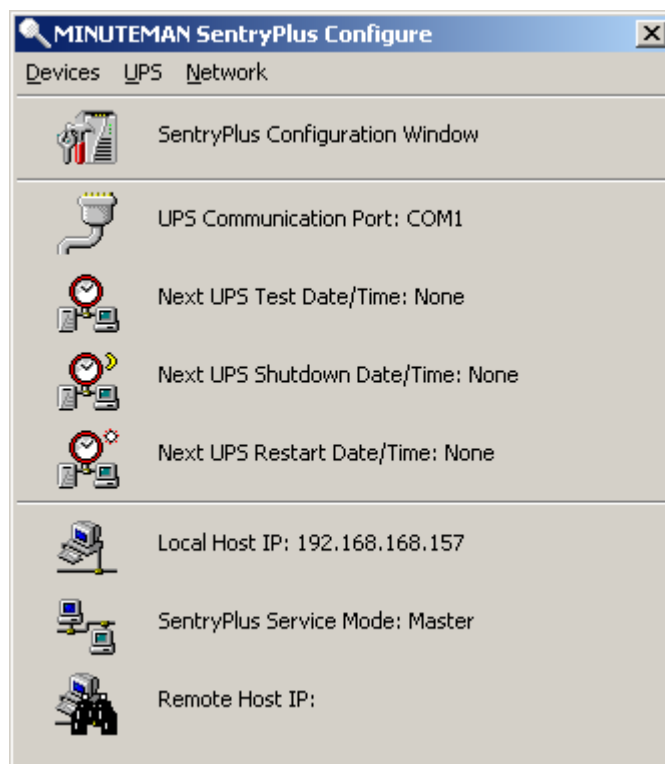 MINUTEMAN SentryPlus Configure
Devices UPS Network
SentryPlus Configuration Window
UPS Communication Port: COM1
Next UPS Test Date/Time: None
Next UPS Shutdown Date/Time: None
Next UPS Restart Date/Time: None
Local Host IP: 192.168.168.157
SentryPlus Service Mode: Master
Remote Host IP: